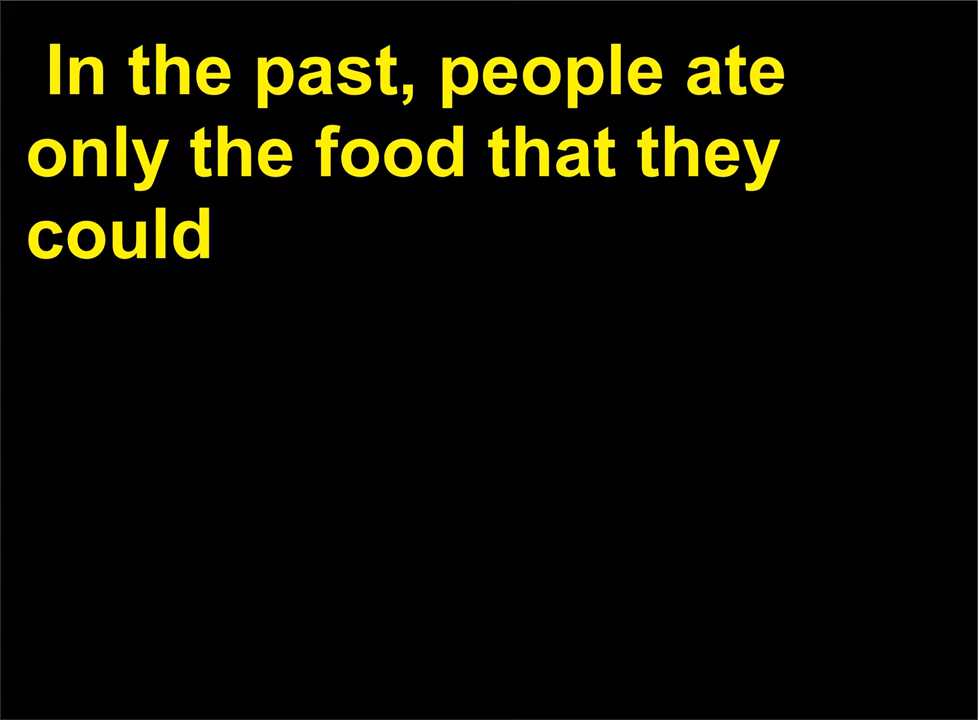 In the past, people ate
only the food that they
could